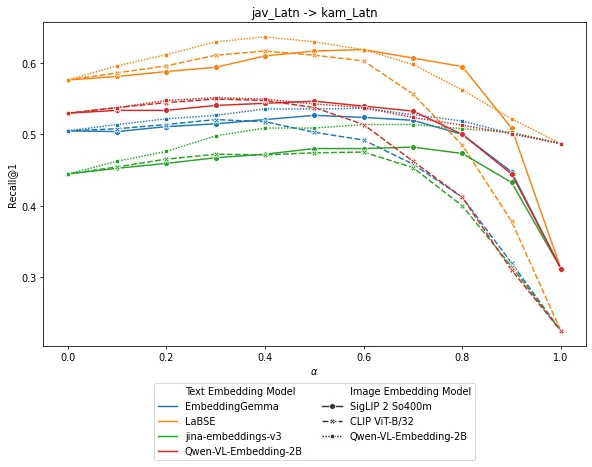 jav_Latn -> kam_Latn
Recall@1
0.6
0.5
0.4
0.3
0.0 0.2 0.4 0.6 0.8 1.0
α
Text Embedding Model Image Embedding Model
EmbeddingGemma SigLIP 2 So400m
LaBSE CLIP ViT-B/32
jina-embeddings-v3 Qwen-VL-Embedding-2B
Qwen-VL-Embedding-2B